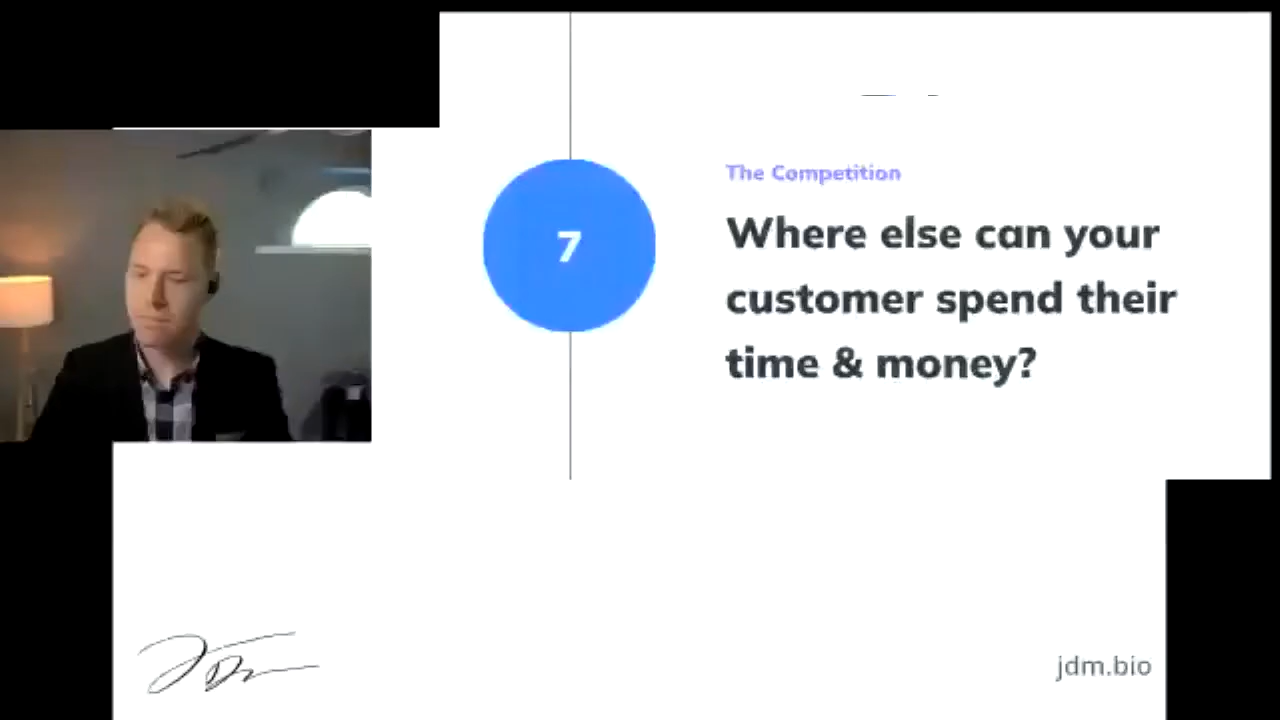 7
The Competition
Where else can your
customer spend their
time & money?
jdm.bio